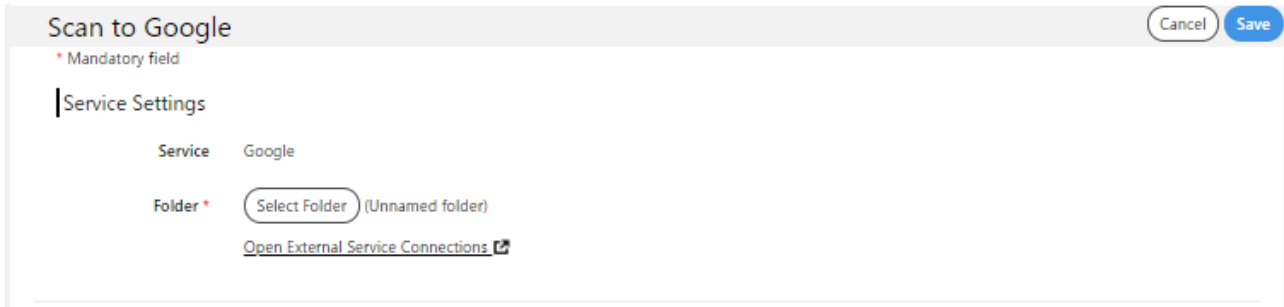 Scan to Google Cancel Save
* Mandatory field
Service Settings
Service Google
Folder * Select Folder (Unnamed folder)
Open External Service Connections